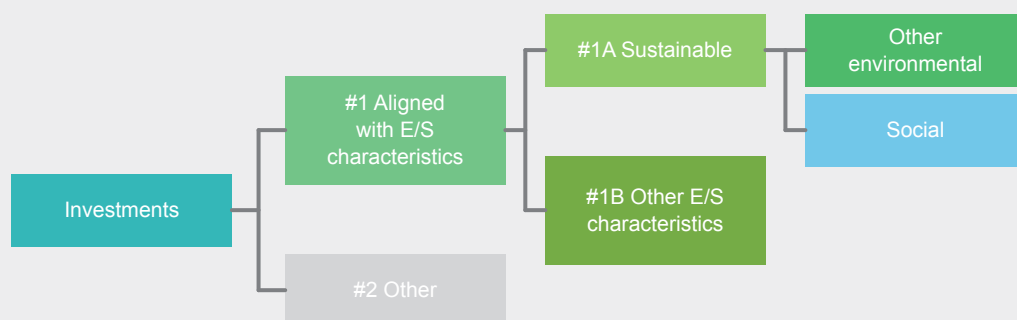 Investments
#1 Aligned
with E/S
characteristics
#2 Other
#1A Sustainable
#1B Other E/S
characteristics
Other
environmental
Social